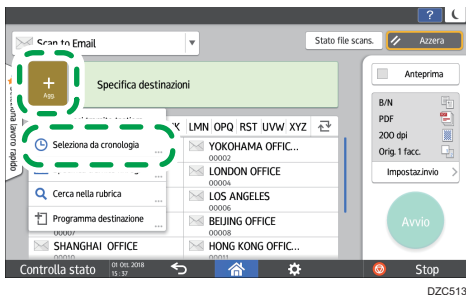 ?
Scan to Email
Stato file scans.
Azzera
Agg.
Specifica destinazioni
Anteprima
LMN OPQ RST UVW XYZ
B/N
PDF
200 dpi
Orig. 1 facc.
Impostaz.invio
Avvio
Seleziona da cronologia
...
YOKOHAMA OFFIC...
00002
LONDON OFFICE
00004
...
Cerca nella rubrica
...
LOS ANGELES
00006
Programma destinazione
...
BEIJING OFFICE
00008
00007
SHANGHAI OFFICE
HONG KONG OFFIC...
lavoro rapido
Controlla stato
01 Ott. 2018
15 : 37
Stop
DZC513